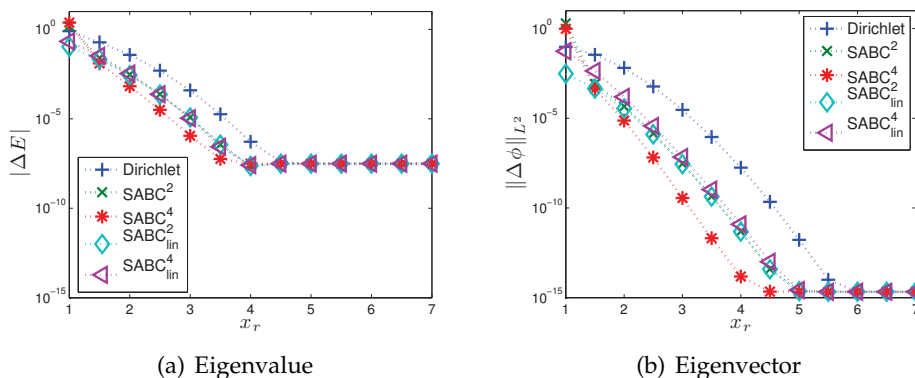 10^0
10^-5
10^-10
10^-15
|ΔE|
Dirichlet
SABC^2
SABC^4
SABC^2_lin
SABC^4_lin
1 2 3 4 5 6 7
x_r
(a) Eigenvalue
10^0
10^-5
10^-10
10^-15
||Δϕ||_L^2
Dirichlet
SABC^2
SABC^4
SABC^2_lin
SABC^4_lin
1 2 3 4 5 6 7
x_r
(b) Eigenvector